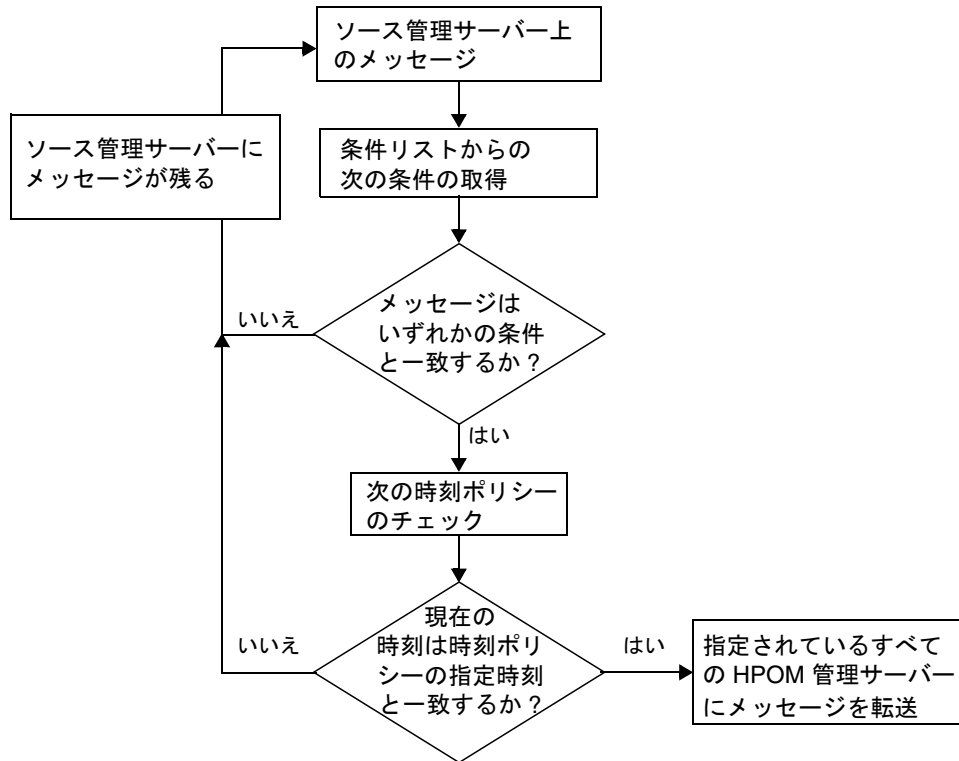 ソース管理サーバー上
のメッセージ
ソース管理サーバーに
メッセージが残る
条件リストからの
次の条件の取得
メッセージは
いずれかの条件
と一致するか?
いいえ
はい
次の時刻ポリシー
のチェック
現在の
時刻は時刻ポリ
シーの指定時刻
と一致するか?
いいえ
はい
指定されているすべて
の HPOM 管理サーバー
にメッセージを転送